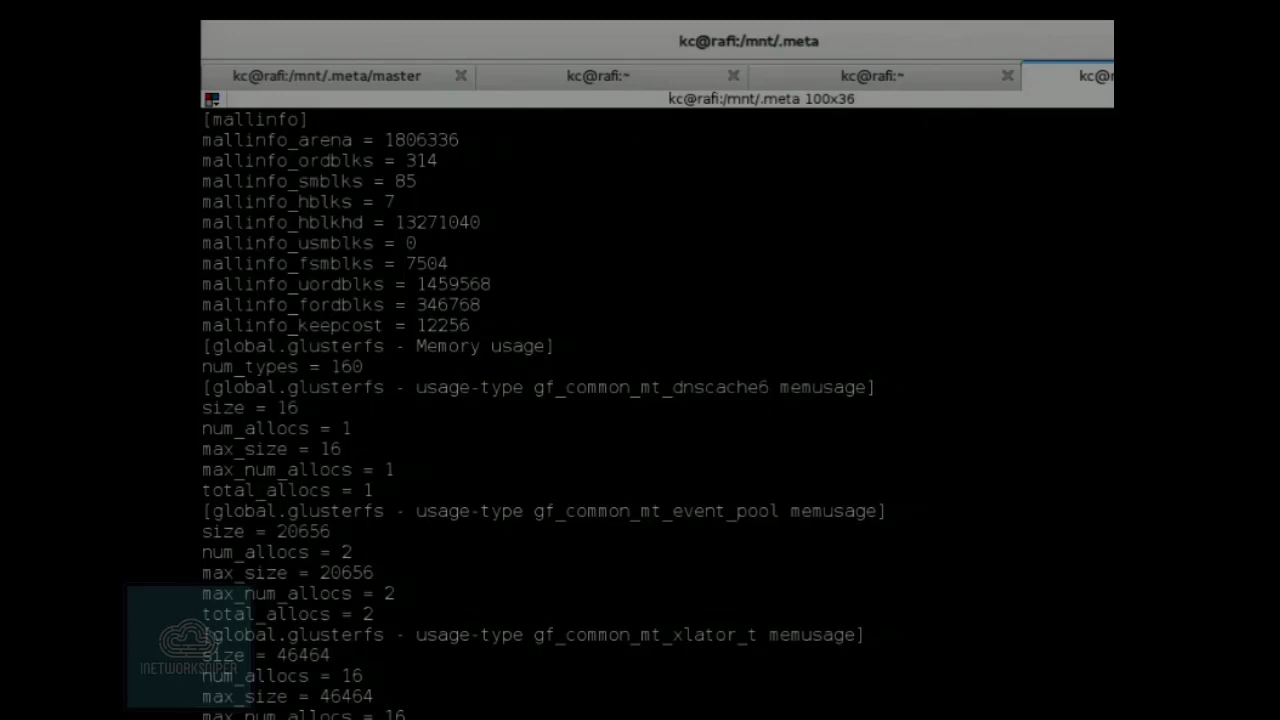 kc@rafi:/mnt/.meta
kc@rafi:/mnt/.meta/master kc@rafi:~ kc@rafi:~
kc@rafi:/mnt/.meta 100x36
[mallinfo]
mallinfo_arena = 1806336
mallinfo_ordblks = 314
mallinfo_smblks = 85
mallinfo_hblks = 7
mallinfo_hblkhd = 13271040
mallinfo_usmblks = 0
mallinfo_fsmblks = 7504
mallinfo_uordblks = 1459568
mallinfo_fordblks = 346768
mallinfo_keepcost = 12256
[global.glusterfs - Memory usage]
num_types = 160
[global.glusterfs - usage-type gf_common_mt_dnscache6 memusage]
size = 16
num_allocs = 1
max_size = 16
max_num_allocs = 1
total_allocs = 1
[global.glusterfs - usage-type gf_common_mt_event_pool memusage]
size = 20656
num_allocs = 2
max_size = 20656
max_num_allocs = 2
total_allocs = 2
[global.glusterfs - usage-type gf_common_mt_xlator_t memusage]
size = 46464
num_allocs = 16
max_size = 46464
max_num_allocs = 16
INETWORKSNIPER